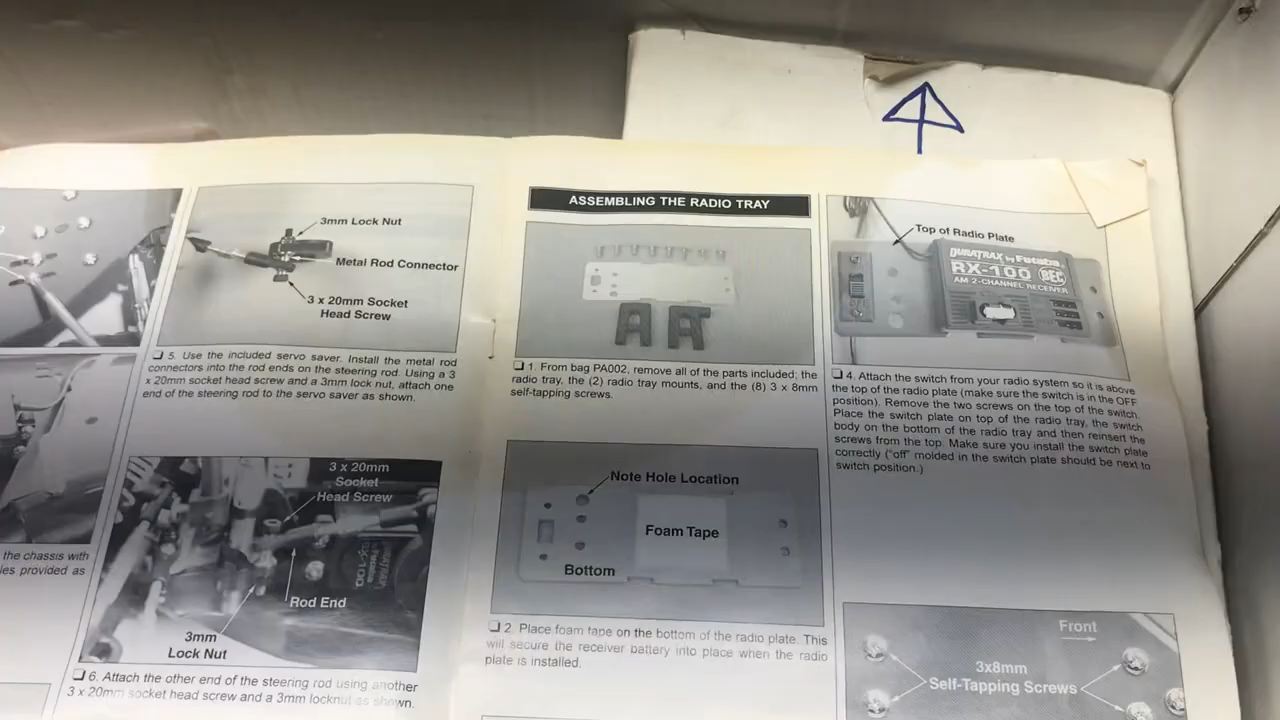 3mm Lock Nut
Metal Rod Connector
3 x 20mm Socket
Head Screw
❑ 5. Use the included servo saver. Install the metal rod
connectors into the rod ends on the steering rod. Using a 3
x 20mm socket head screw and a 3mm lock nut, attach one
end of the steering rod to the servo saver as shown.
the chassis with
les provided as
3 x 20mm
Socket
Head Screw
Rod End
3mm
Lock Nut
❑ 6. Attach the other end of the steering rod using another
3 x 20mm socket head screw and a 3mm locknut as shown.
ASSEMBLING THE RADIO TRAY
❑ 1. From bag PA002, remove all of the parts included; the
radio tray, the (2) radio tray mounts, and the (8) 3 x 8mm
self-tapping screws.
Note Hole Location
Foam Tape
Bottom
❑ 2. Place foam tape on the bottom of the radio plate. This
will secure the receiver battery into place when the radio
plate is installed.
Top of Radio Plate
DURATRAX by Futaba
RX-100 BEC
AM 2-CHANNEL RECEIVER
❑ 4. Attach the switch from your radio system so it is above
the top of the radio plate (make sure the switch is in the OFF
position). Remove the two screws on the top of the switch.
Place the switch plate on top of the radio tray, the switch
body on the bottom of the radio tray and then reinsert the
screws from the top. Make sure you install the switch plate
correctly ("off" molded in the switch plate should be next to
switch position.)
Front
3x8mm
Self-Tapping Screws